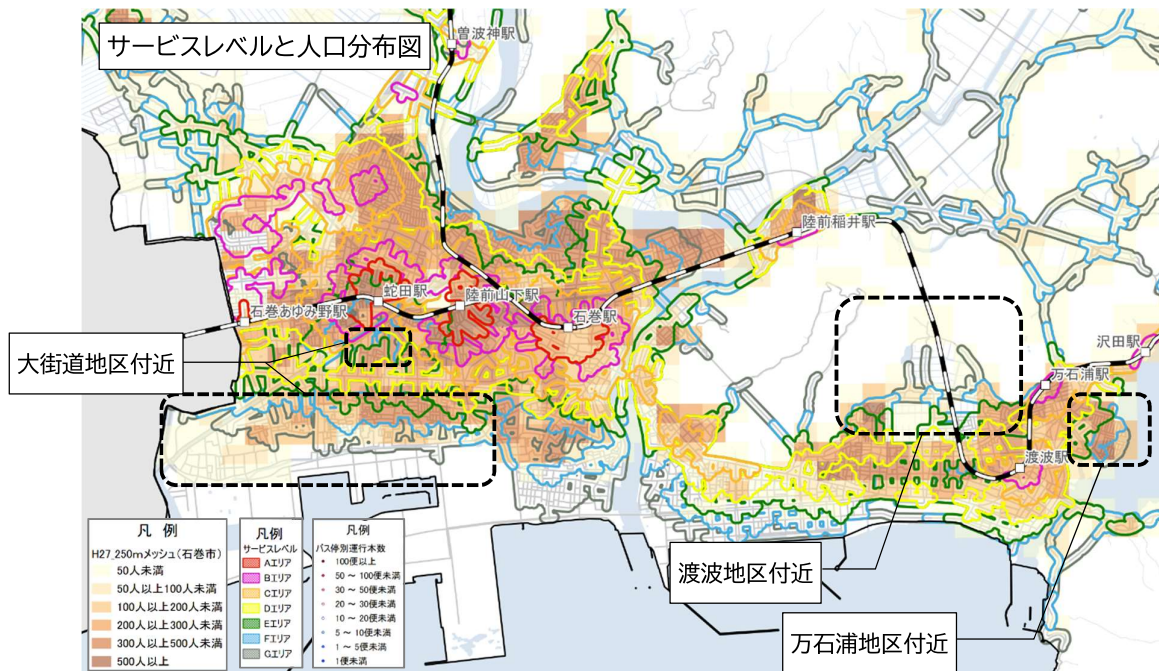 サービスレベルと人口分布図
曽波神駅
陸前稲井駅
蛇田駅
陸前山下駅
石巻あゆみ野駅
石巻駅
沢田駅
万石浦駅
渡波駅
大街道地区付近
渡波地区付近
万石浦地区付近
凡 例
H27_250mメッシュ(石巻市)
50人未満
50人以上100人未満
100人以上200人未満
200人以上300人未満
300人以上500人未満
500人以上
凡例
サービスレベル
Aエリア
Bエリア
Cエリア
Dエリア
Eエリア
Fエリア
Gエリア
凡例
バス停別運行本数
100便以上
50 ~ 100便未満
30 ~ 50便未満
20 ~ 30便未満
10 ~ 20便未満
5 ~ 10便未満
1 ~ 5便未満
1便未満